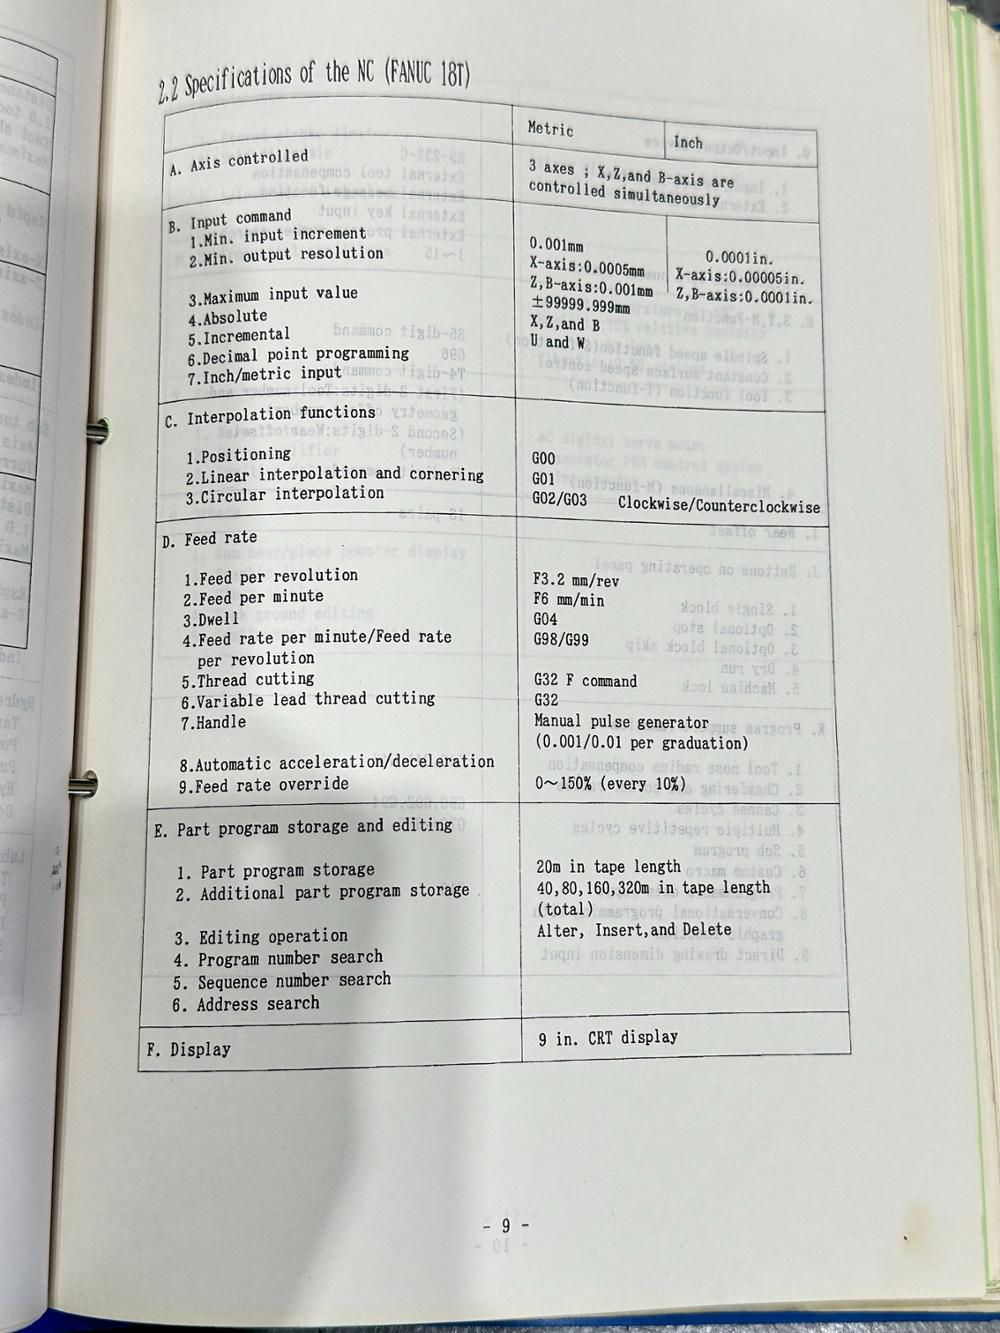 2.2 Specifications of the NC (FANUC 18T)
Metric Inch
A. Axis controlled 3 axes ; X,Z,and B-axis are
controlled simultaneously
B. Input command
1.Min. input increment 0.001mm 0.0001in.
2.Min. output resolution X-axis:0.0005mm X-axis:0.00005in.
Z,B-axis:0.001mm Z,B-axis:0.0001in.
3.Maximum input value ±99999.999mm
4.Absolute X,Z,and B
5.Incremental U and W
6.Decimal point programming
7.Inch/metric input
C. Interpolation functions
1.Positioning G00
2.Linear interpolation and cornering G01
3.Circular interpolation G02/G03 Clockwise/Counterclockwise
D. Feed rate
1.Feed per revolution F3.2 mm/rev
2.Feed per minute F6 mm/min
3.Dwell G04
4.Feed rate per minute/Feed rate G98/G99
per revolution
5.Thread cutting G32 F command
6.Variable lead thread cutting G32
7.Handle Manual pulse generator
(0.001/0.01 per graduation)
8.Automatic acceleration/deceleration
9.Feed rate override 0～150% (every 10%)
E. Part program storage and editing
1. Part program storage 20m in tape length
2. Additional part program storage 40,80,160,320m in tape length
(total)
3. Editing operation Alter, Insert,and Delete
4. Program number search
5. Sequence number search
6. Address search
F. Display 9 in. CRT display
- 9 -